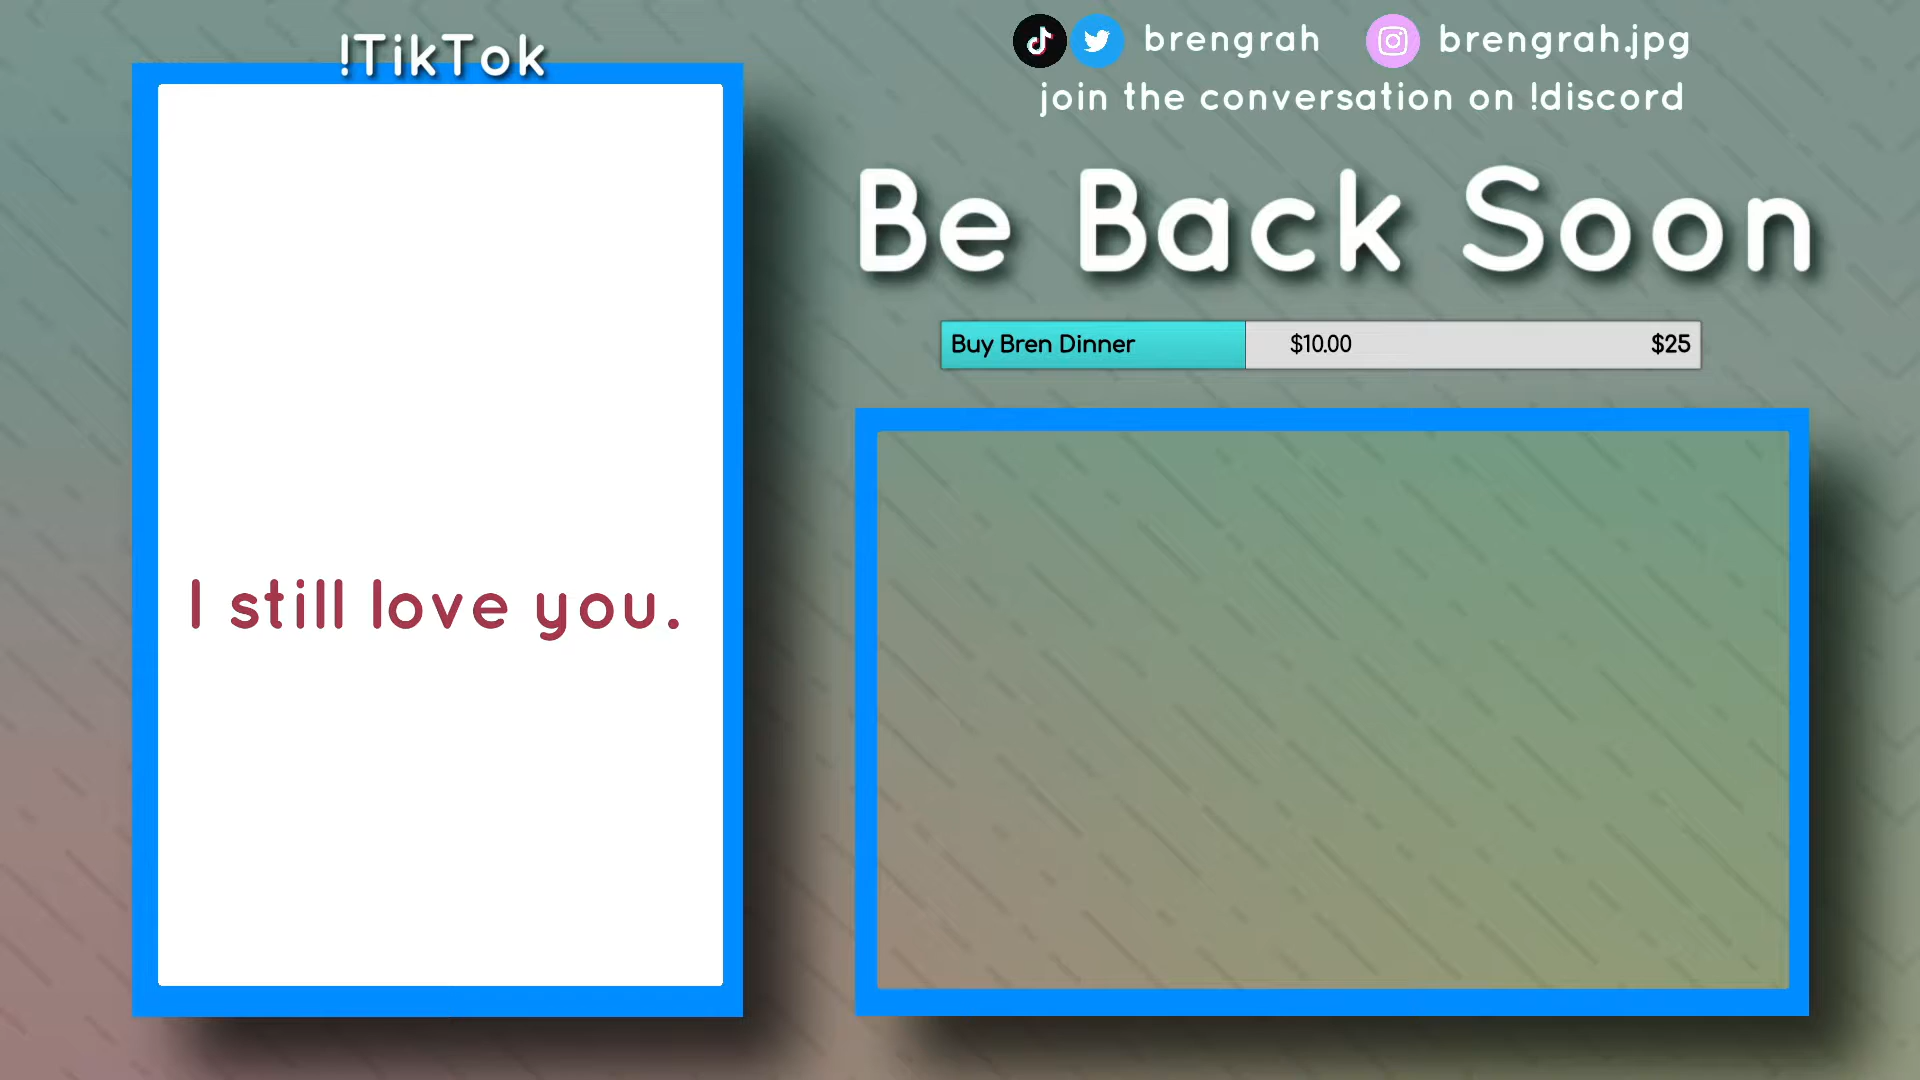 !TikTok
I still love you.
brengrah brengrah.jpg
join the conversation on !discord
Be Back Soon
Buy Bren Dinner $10.00 $25